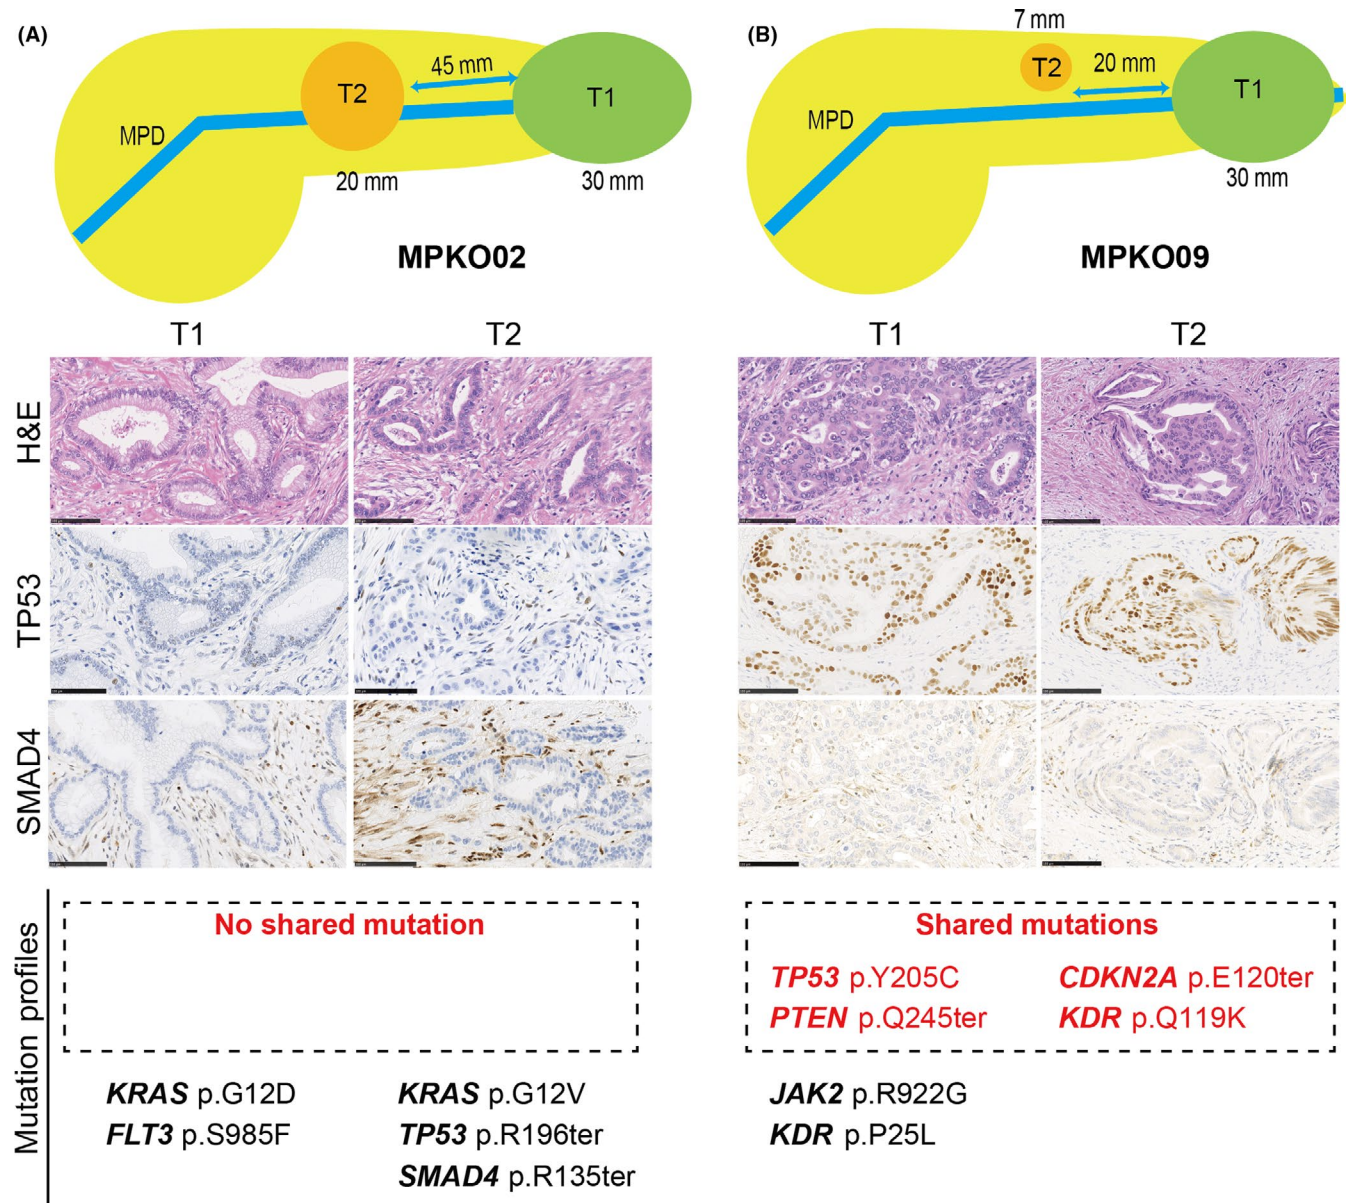 (A)
T2
45 mm
T1
MPD
20 mm
30 mm
MPKO02
(B)
7 mm
T2
20 mm
T1
MPD
30 mm
MPKO09
T1 T2
T1 T2
H&E
TP53
SMAD4
Mutation profiles
No shared mutation
KRAS p.G12D
FLT3 p.S985F
KRAS p.G12V
TP53 p.R196ter
SMAD4 p.R135ter
Shared mutations
TP53 p.Y205C CDKN2A p.E120ter
PTEN p.Q245ter KDR p.Q119K
JAK2 p.R922G
KDR p.P25L